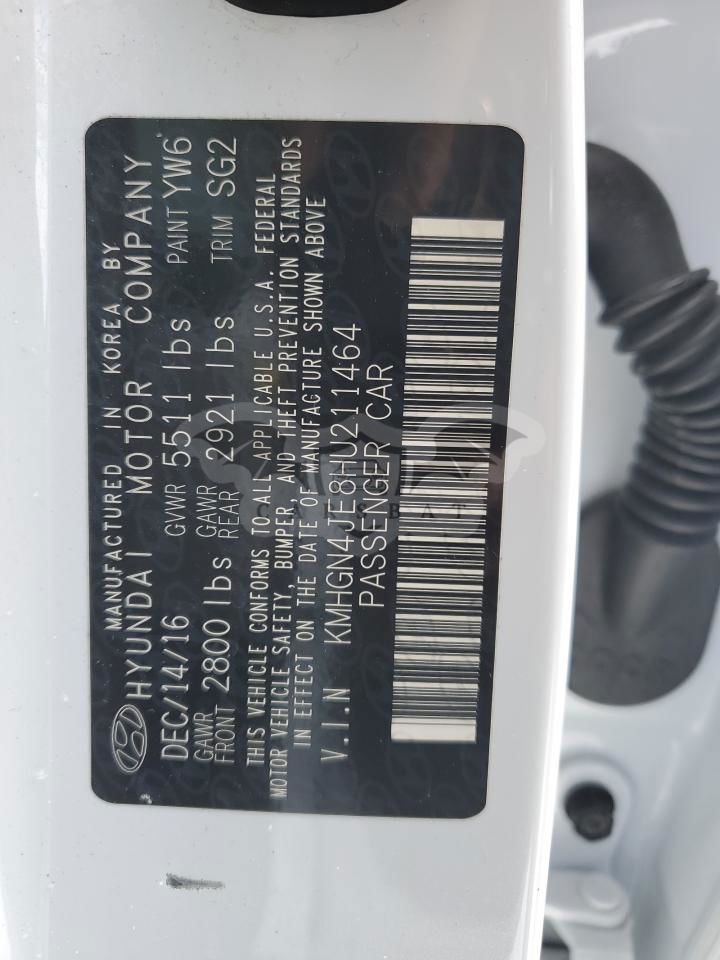 MANUFACTURED IN KOREA BY
HYUNDAI MOTOR COMPANY
DEC/14/16 GVWR 5511 lbs PAINT YW6
GAWR FRONT 2800 lbs GAWR REAR 2921 lbs TRIM SG2
THIS VEHICLE CONFORMS TO ALL APPLICABLE U.S.A. FEDERAL
MOTOR VEHICLE SAFETY, BUMPER, AND THEFT PREVENTION STANDARDS
IN EFFECT ON THE DATE OF MANUFACTURE SHOWN ABOVE
V.I.N KMHGN4JE8HU211464
PASSENGER CAR